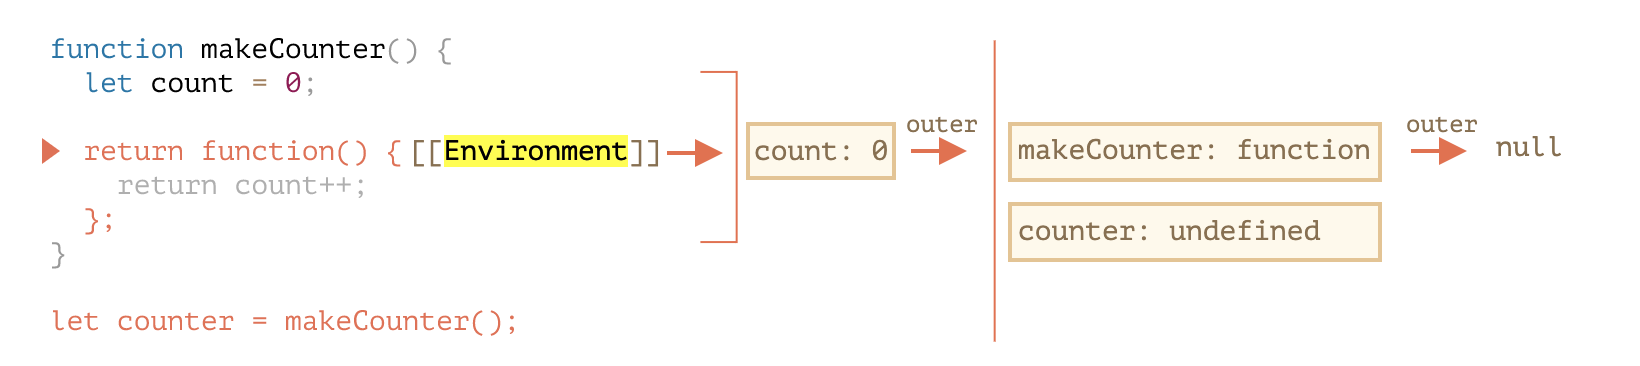 function makeCounter() {
let count = 0;
return function() { [[Environment]]
return count++;
};
}
let counter = makeCounter();
count: 0
outer
makeCounter: function
counter: undefined
outer
null